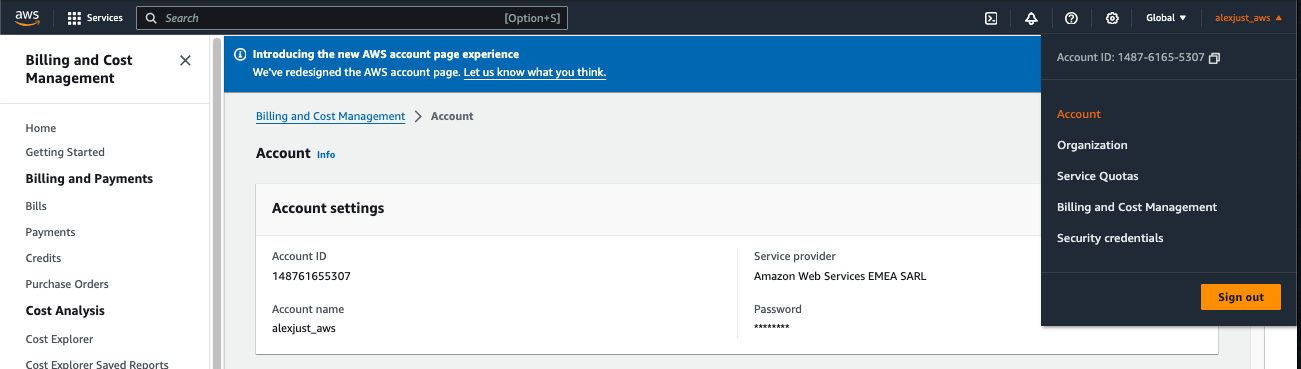 aws
Services
Search
[Option+S]
Global
alexjust_aws
Billing and Cost
Management
Home
Getting Started
Billing and Payments
Bills
Payments
Credits
Purchase Orders
Cost Analysis
Cost Explorer
Cost Explorer Saved Reports
Introducing the new AWS account page experience
We've redesigned the AWS account page. Let us know what you think.
Billing and Cost Management > Account
Account Info
Account settings
Account ID
148761655307
Account name
alexjust_aws
Service provider
Amazon Web Services EMEA SARL
Password
********
Account ID: 1487-6165-5307
Account
Organization
Service Quotas
Billing and Cost Management
Security credentials
Sign out